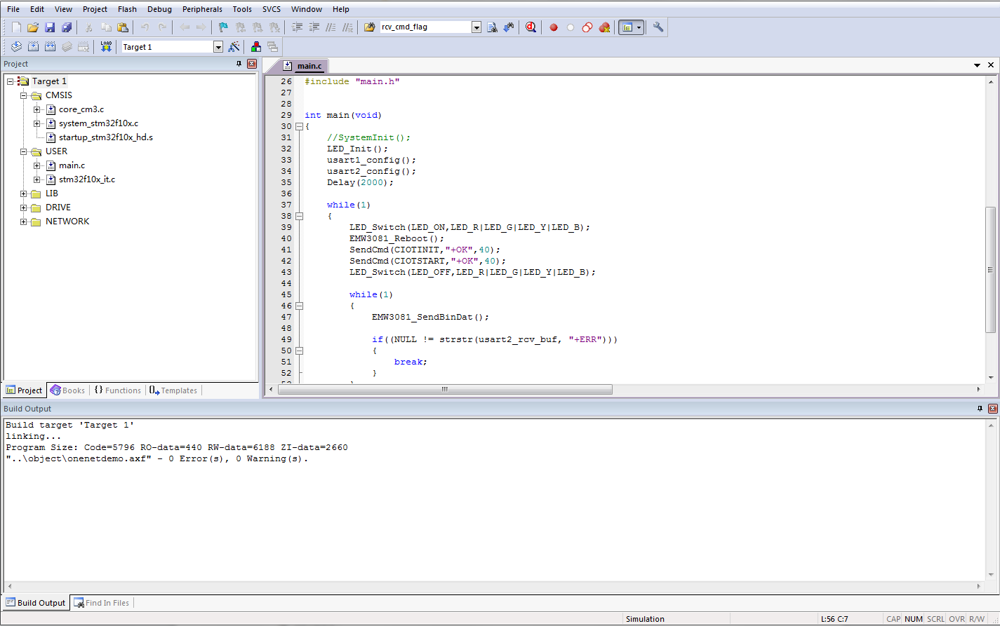 File Edit View Project Flash Debug Peripherals Tools SVCS Window Help
rcv_cmd_flag
LOAD Target 1
Project
main.c
Target 1
CMSIS
core_cm3.c
system_stm32f10x.c
startup_stm32f10x_hd.s
USER
main.c
stm32f10x_it.c
LIB
DRIVE
NETWORK
Project Books {} Functions 0 Templates
26 #include "main.h"
27
28
29 int main(void)
30 {
31 //SystemInit();
32 LED_Init();
33 usart1_config();
34 usart2_config();
35 Delay(2000);
36
37 while(1)
38 {
39 LED_Switch(LED_ON,LED_R|LED_G|LED_Y|LED_B);
40 EMW3081_Reboot();
41 SendCmd(CIOTINIT,"+OK",40);
42 SendCmd(CIOTSTART,"+OK",40);
43 LED_Switch(LED_OFF,LED_R|LED_G|LED_Y|LED_B);
44
45 while(1)
46 {
47 EMW3081_SendBinDat();
48
49 if((NULL != strstr(usart2_rcv_buf, "+ERR")))
50 {
51 break;
52 }
Build Output
Build target 'Target 1'
linking...
Program Size: Code=5796 RO-data=440 RW-data=6188 ZI-data=2660
"..\object\onenetdemo.axf" - 0 Error(s), 0 Warning(s).
Build Output Find In Files
Simulation L:56 C:7 CAP NUM SCRL OVR R/W